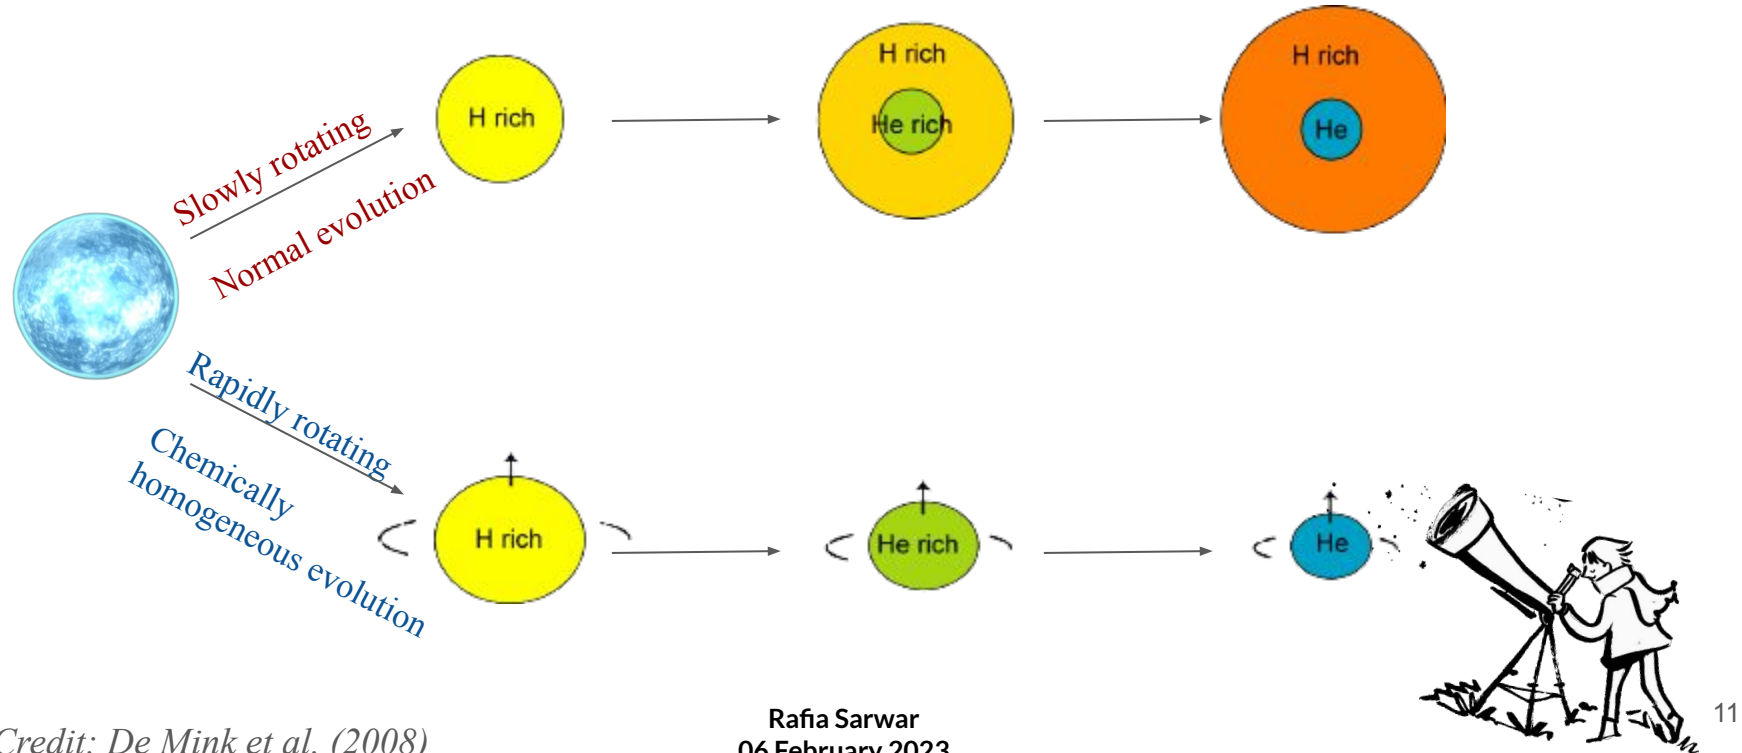 H rich
H rich
He rich
H rich
He
Slowly rotating
Normal evolution
Rapidly rotating
Chemically
homogeneous evolution
H rich
He rich
He
Credit: De Mink et al. (2008)
Rafia Sarwar
06 February 2023
11